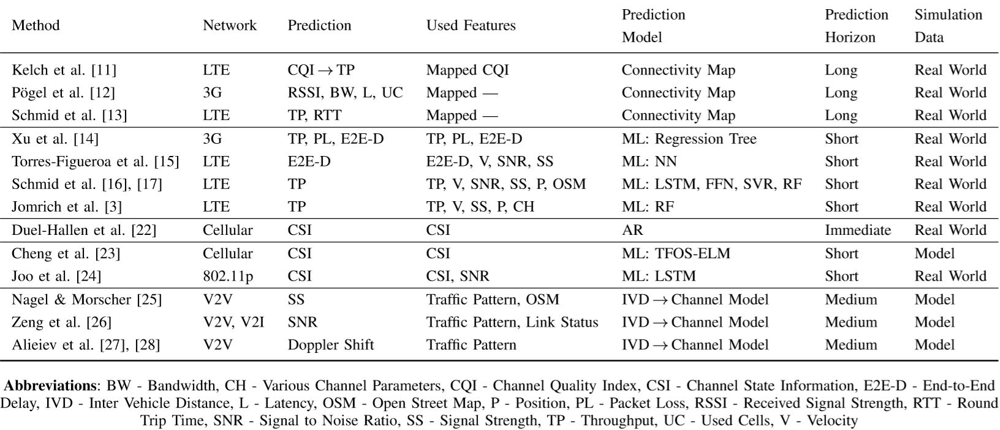 Method Network Prediction Used Features Prediction Model Prediction Horizon Simulation Data
Kelch et al. [11] LTE CQI → TP Mapped CQI Connectivity Map Long Real World
Pögel et al. [12] 3G RSSI, BW, L, UC Mapped — Connectivity Map Long Real World
Schmid et al. [13] LTE TP, RTT Mapped — Connectivity Map Long Real World
Xu et al. [14] 3G TP, PL, E2E-D TP, PL, E2E-D ML: Regression Tree Short Real World
Torres-Figueroa et al. [15] LTE E2E-D E2E-D, V, SNR, SS ML: NN Short Real World
Schmid et al. [16], [17] LTE TP TP, V, SNR, SS, P, OSM ML: LSTM, FFN, SVR, RF Short Real World
Jomrich et al. [3] LTE TP TP, V, SS, P, CH ML: RF Short Real World
Duel-Hallen et al. [22] Cellular CSI CSI AR Immediate Real World
Cheng et al. [23] Cellular CSI CSI ML: TFOS-ELM Short Model
Joo et al. [24] 802.11p CSI CSI, SNR ML: LSTM Short Real World
Nagel & Morscher [25] V2V SS Traffic Pattern, OSM IVD → Channel Model Medium Model
Zeng et al. [26] V2V, V2I SNR Traffic Pattern, Link Status IVD → Channel Model Medium Model
Alieiev et al. [27], [28] V2V Doppler Shift Traffic Pattern IVD → Channel Model Medium Model
Abbreviations: BW - Bandwidth, CH - Various Channel Parameters, CQI - Channel Quality Index, CSI - Channel State Information, E2E-D - End-to-End
Delay, IVD - Inter Vehicle Distance, L - Latency, OSM - Open Street Map, P - Position, PL - Packet Loss, RSSI - Received Signal Strength, RTT - Round
Trip Time, SNR - Signal to Noise Ratio, SS - Signal Strength, TP - Throughput, UC - Used Cells, V - Velocity